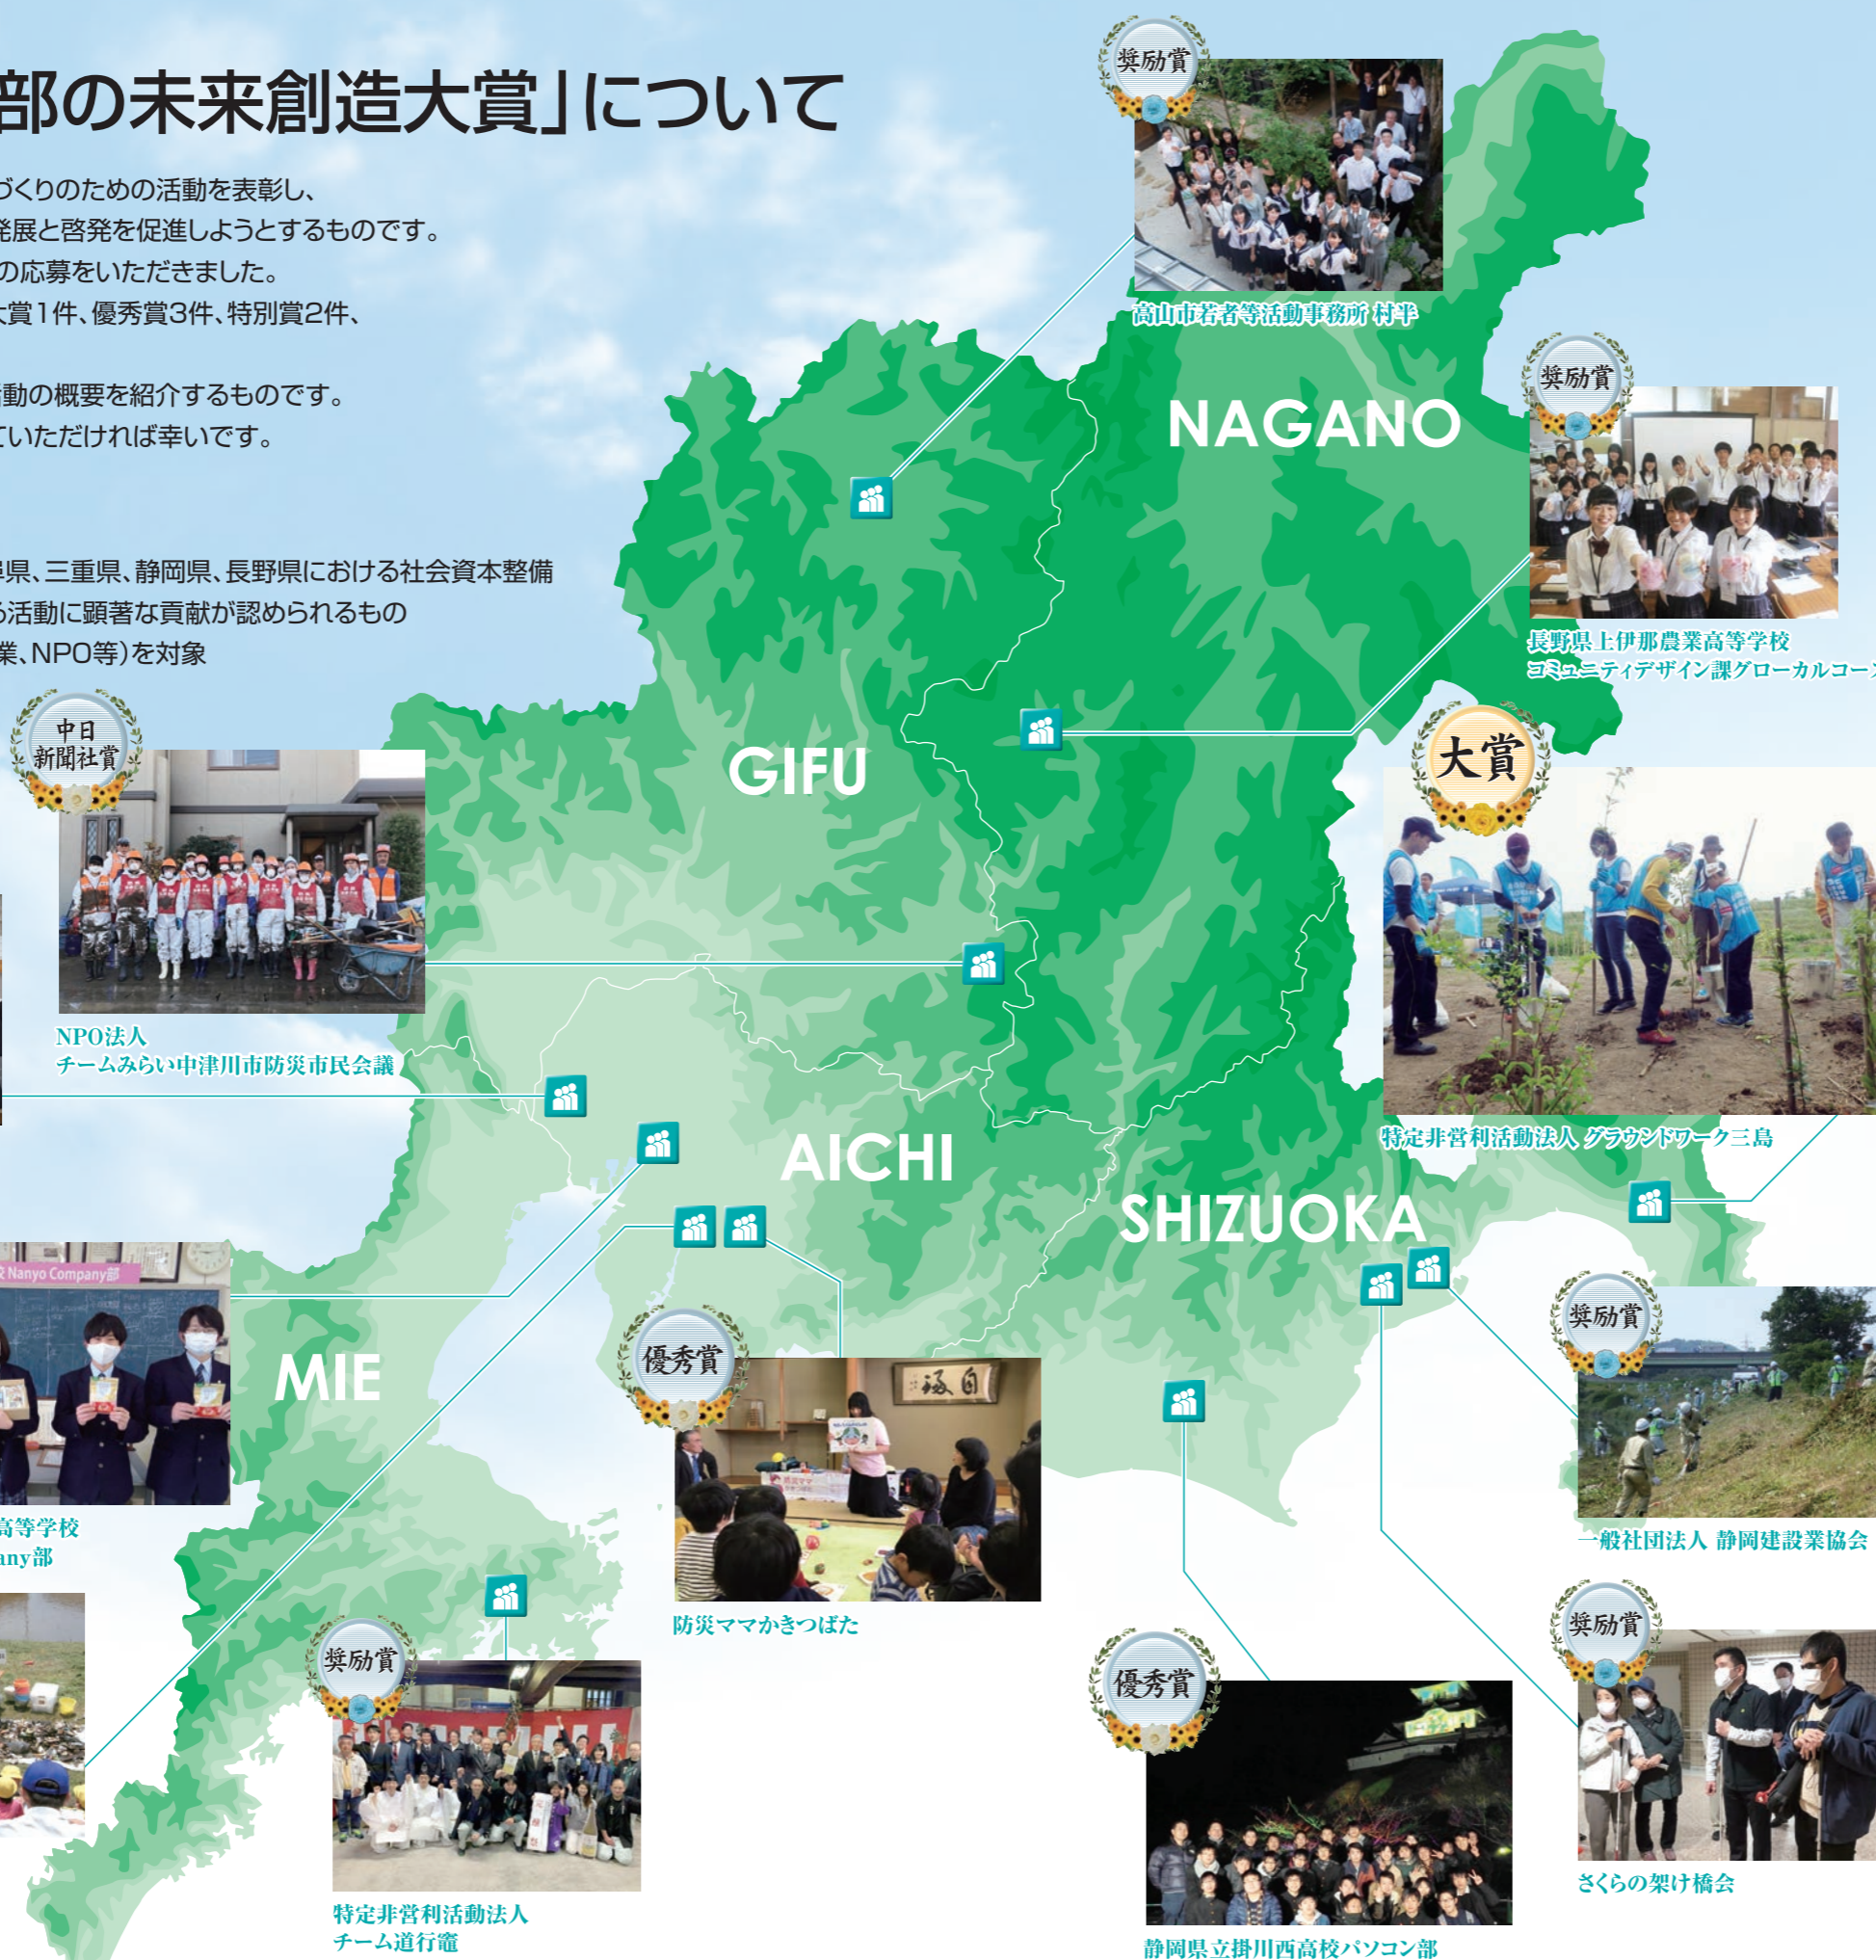 部の未来創造大賞」について
づくりのための活動を表彰し、
発展と啓発を促進しようとするものです。
の応募をいただきました。
大賞1件、優秀賞3件、特別賞2件、
活動の概要を紹介するものです。
ていただければ幸いです。
阜県、三重県、静岡県、長野県における社会資本整備
る活動に顕著な貢献が認められるもの
業、NPO等)を対象
奨励賞
高山市若者等活動事務所 村半
NAGANO
奨励賞
長野県上伊那農業高等学校
コミュニティデザイン課グローカルコース
中日
新聞社賞
NPO法人
チームみらい中津川市防災市民会議
GIFU
大賞
特定非営利活動法人 グラウンドワーク三島
AICHI
SHIZUOKA
MIE
校 Nanyo Company部
高等学校
any部
優秀賞
防災ママ
かきつばた
防災ママかきつばた
奨励賞
一般社団法人 静岡建設業協会
奨励賞
さくらの架け橋会
奨励賞
特定非営利活動法人
チーム道行竈
優秀賞
静岡県立掛川西高校パソコン部